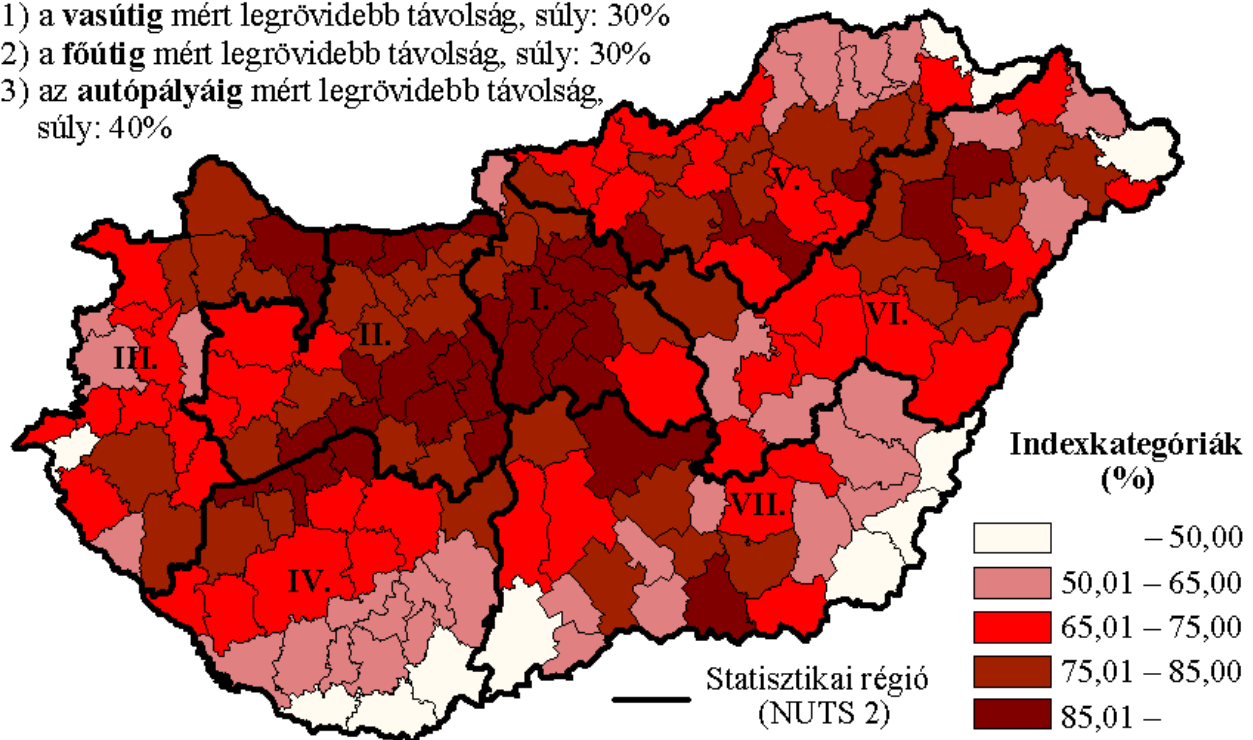 1) a vasútig mért legrövidebb távolság, súly: 30%
2) a főútig mért legrövidebb távolság, súly: 30%
3) az autópályáig mért legrövidebb távolság,
súly: 40%
V.
I.
II.
VI.
III.
VII.
IV.
Indexkategóriák
(%)
– 50,00
50,01 – 65,00
65,01 – 75,00
75,01 – 85,00
85,01 –
Statisztikai régió
(NUTS 2)